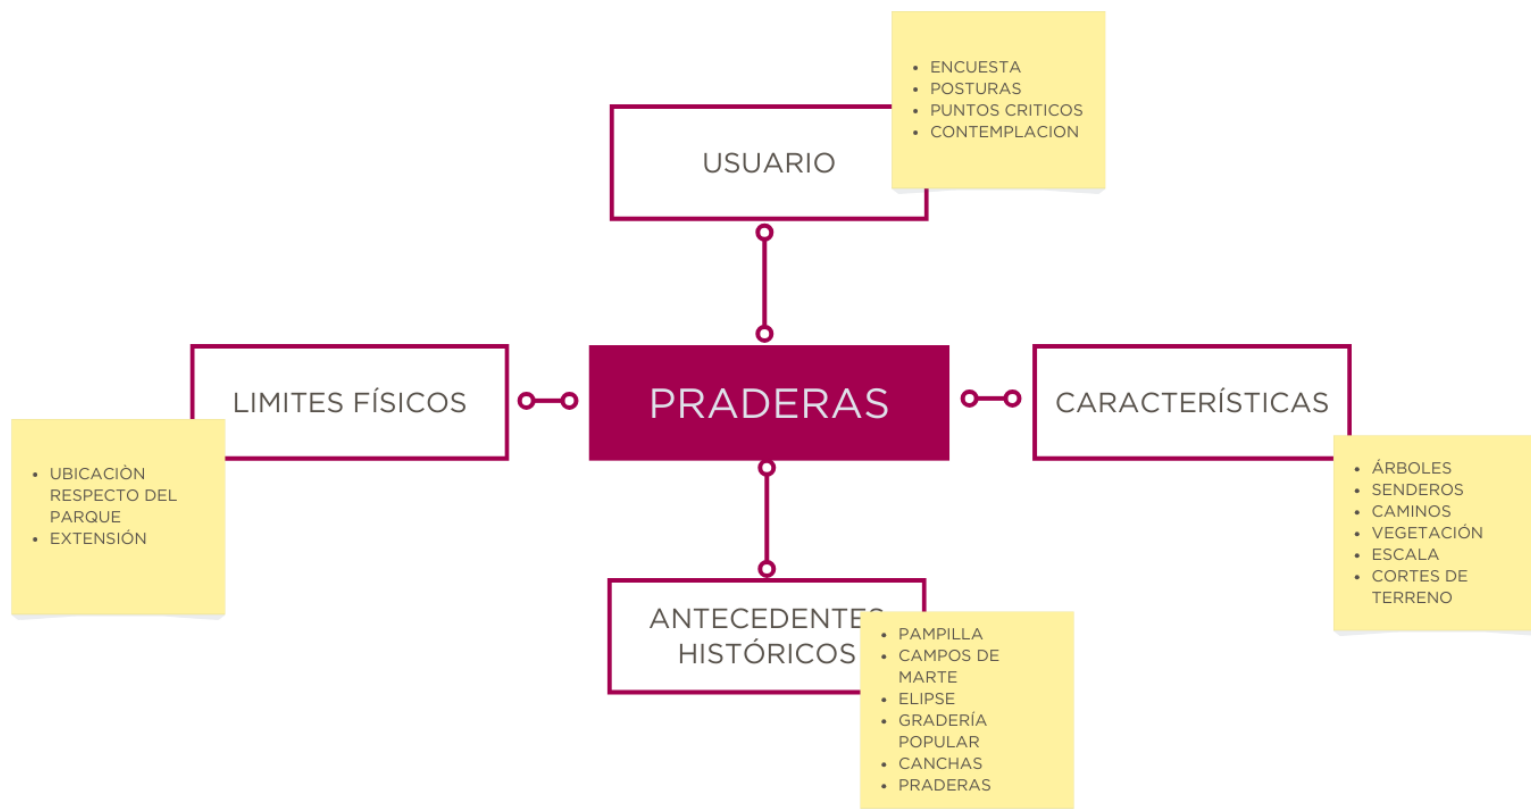 • ENCUESTA
• POSTURAS
• PUNTOS CRITICOS
• CONTEMPLACION
USUARIO
LIMITES FÍSICOS
PRADERAS
CARACTERÍSTICAS
• UBICACIÒN
RESPECTO DEL
PARQUE
• EXTENSIÓN
• ÁRBOLES
• SENDEROS
• CAMINOS
• VEGETACIÓN
• ESCALA
• CORTES DE
TERRENO
ANTECEDENTES
HISTÓRICOS
• PAMPILLA
• CAMPOS DE
MARTE
• ELIPSE
• GRADERÍA
POPULAR
• CANCHAS
• PRADERAS